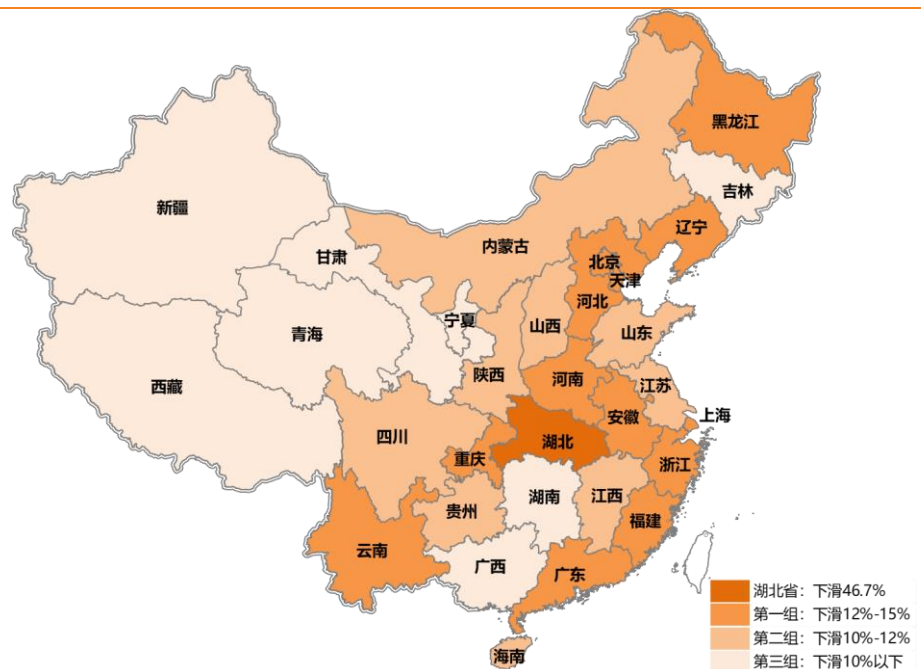 黑龙江
吉林
新疆
辽宁
内蒙古
甘肃
北京
天津
河北
宁夏
山西
山东
青海
陕西
河南
西藏
江苏
安徽
上海
四川
湖北
重庆
浙江
湖南
江西
贵州
福建
云南
广西
广东
海南
湖北省：下滑46.7%
第一组：下滑12%-15%
第二组：下滑10%-12%
第三组：下滑10%以下